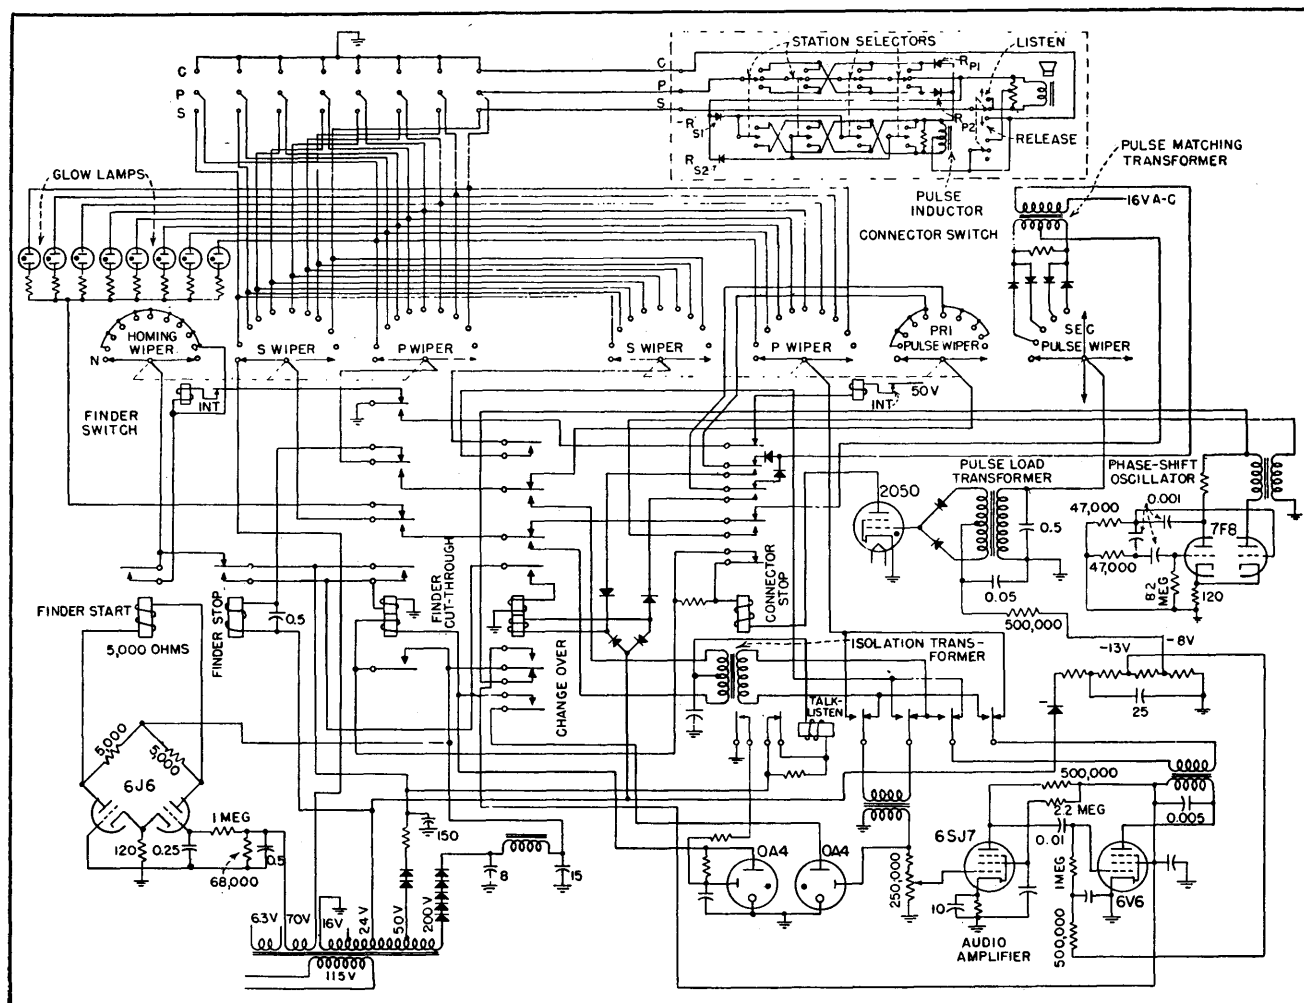 STATION SELECTORS
LISTEN
C
P
S
C
P
S
RP1
RS1
RP2
RS2
RELEASE
PULSE MATCHING
TRANSFORMER
GLOW LAMPS
PULSE
INDUCTOR
CONNECTOR SWITCH
16V A-C
HOMING
WIPER
N
S WIPER
P WIPER
S WIPER
P WIPER
PRI
PULSE WIPER
SEC
PULSE WIPER
INT
INT
50V
FINDER
SWITCH
PULSE LOAD
TRANSFORMER
PHASE-SHIFT
OSCILLATOR
2050
0.001
47,000
7F8
0.5
47,000
8.2
MEG
120
0.05
FINDER START
5,000 OHMS
FINDER STOP
0.5
FINDER
CUT-THROUGH
CHANGE OVER
CONNECTOR
STOP
500,000
-8V
-13V
ISOLATION TRANS-
FORMER
25
TALK-
LISTEN
5,000
5,000
6J6
1 MEG
120
0.25
0.5
68,000
150
8
15
OA4
OA4
250,000
6SJ7
500,000
2.2 MEG
0.01
0.005
1 MEG
6V6
10
500,000
AUDIO
AMPLIFIER
6.3V
70V
16V
24V
50V
200V
115V